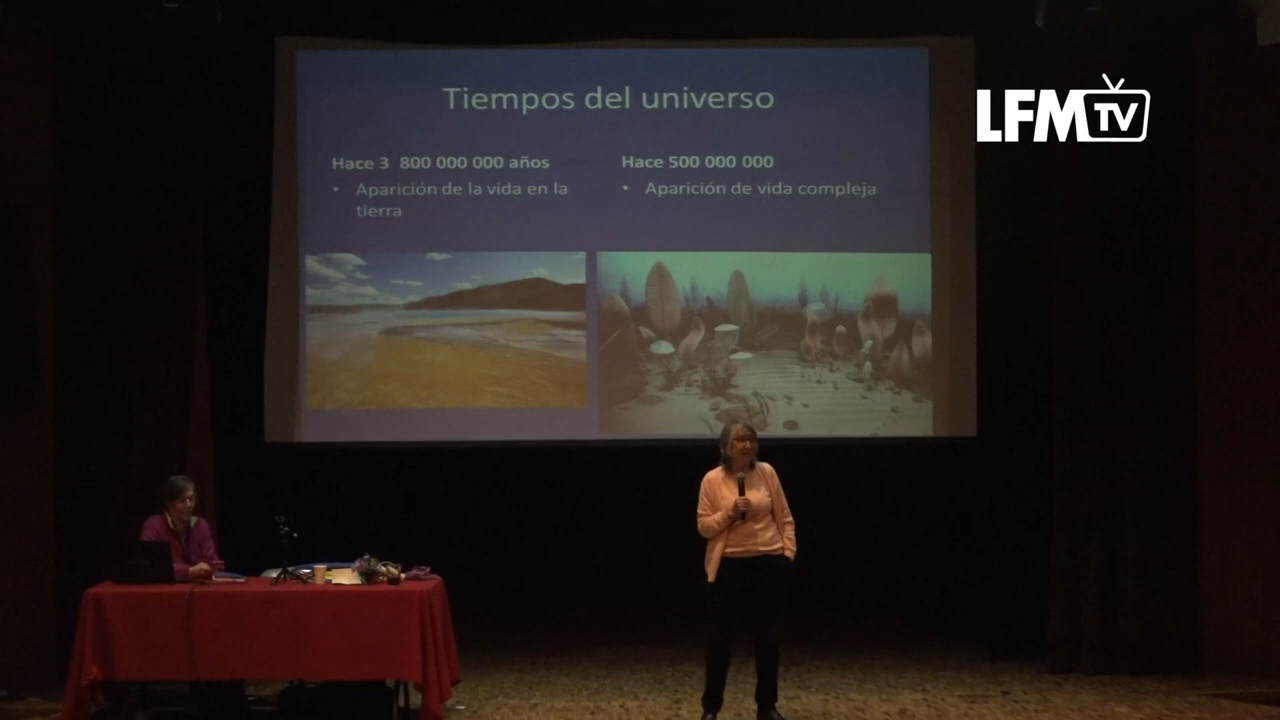 Tiempos del universo
Hace 3 800 000 000 años
• Aparición de la vida en la
tierra
Hace 500 000 000
• Aparición de vida compleja
LFM TV